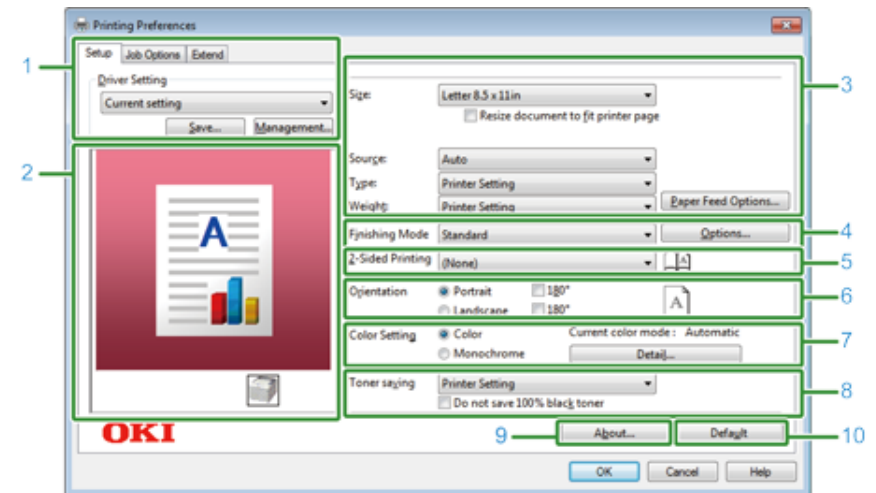 Printing Preferences
Setup Job Options Extend
1
Driver Setting
Current setting
Save... Management...
2
A
OKI
3
Size: Letter 8.5 x 11in
Resize document to fit printer page
Source: Auto
Type: Printer Setting
Weight: Printer Setting Paper Feed Options...
Finishing Mode Standard Options... 4
2-Sided Printing (None) A 5
Orientation Portrait 180° A 6
Landscape 180°
Color Setting Color Current color mode : Automatic 7
Monochrome Detail...
Toner saving Printer Setting 8
Do not save 100% black toner
9 About... Default 10
OK Cancel Help